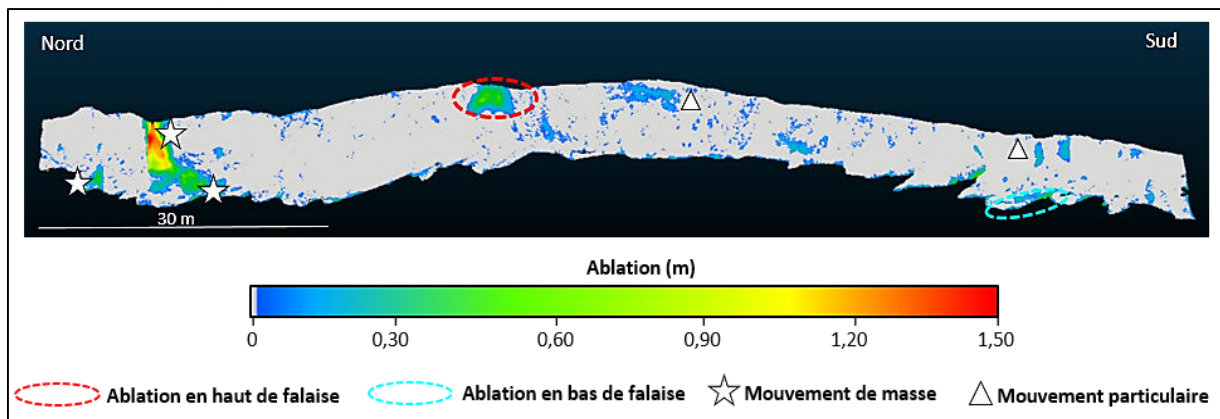 Nord
Sud
30 m
Ablation (m)
0 0,30 0,60 0,90 1,20 1,50
Ablation en haut de falaise Ablation en bas de falaise Mouvement de masse Mouvement particulaire